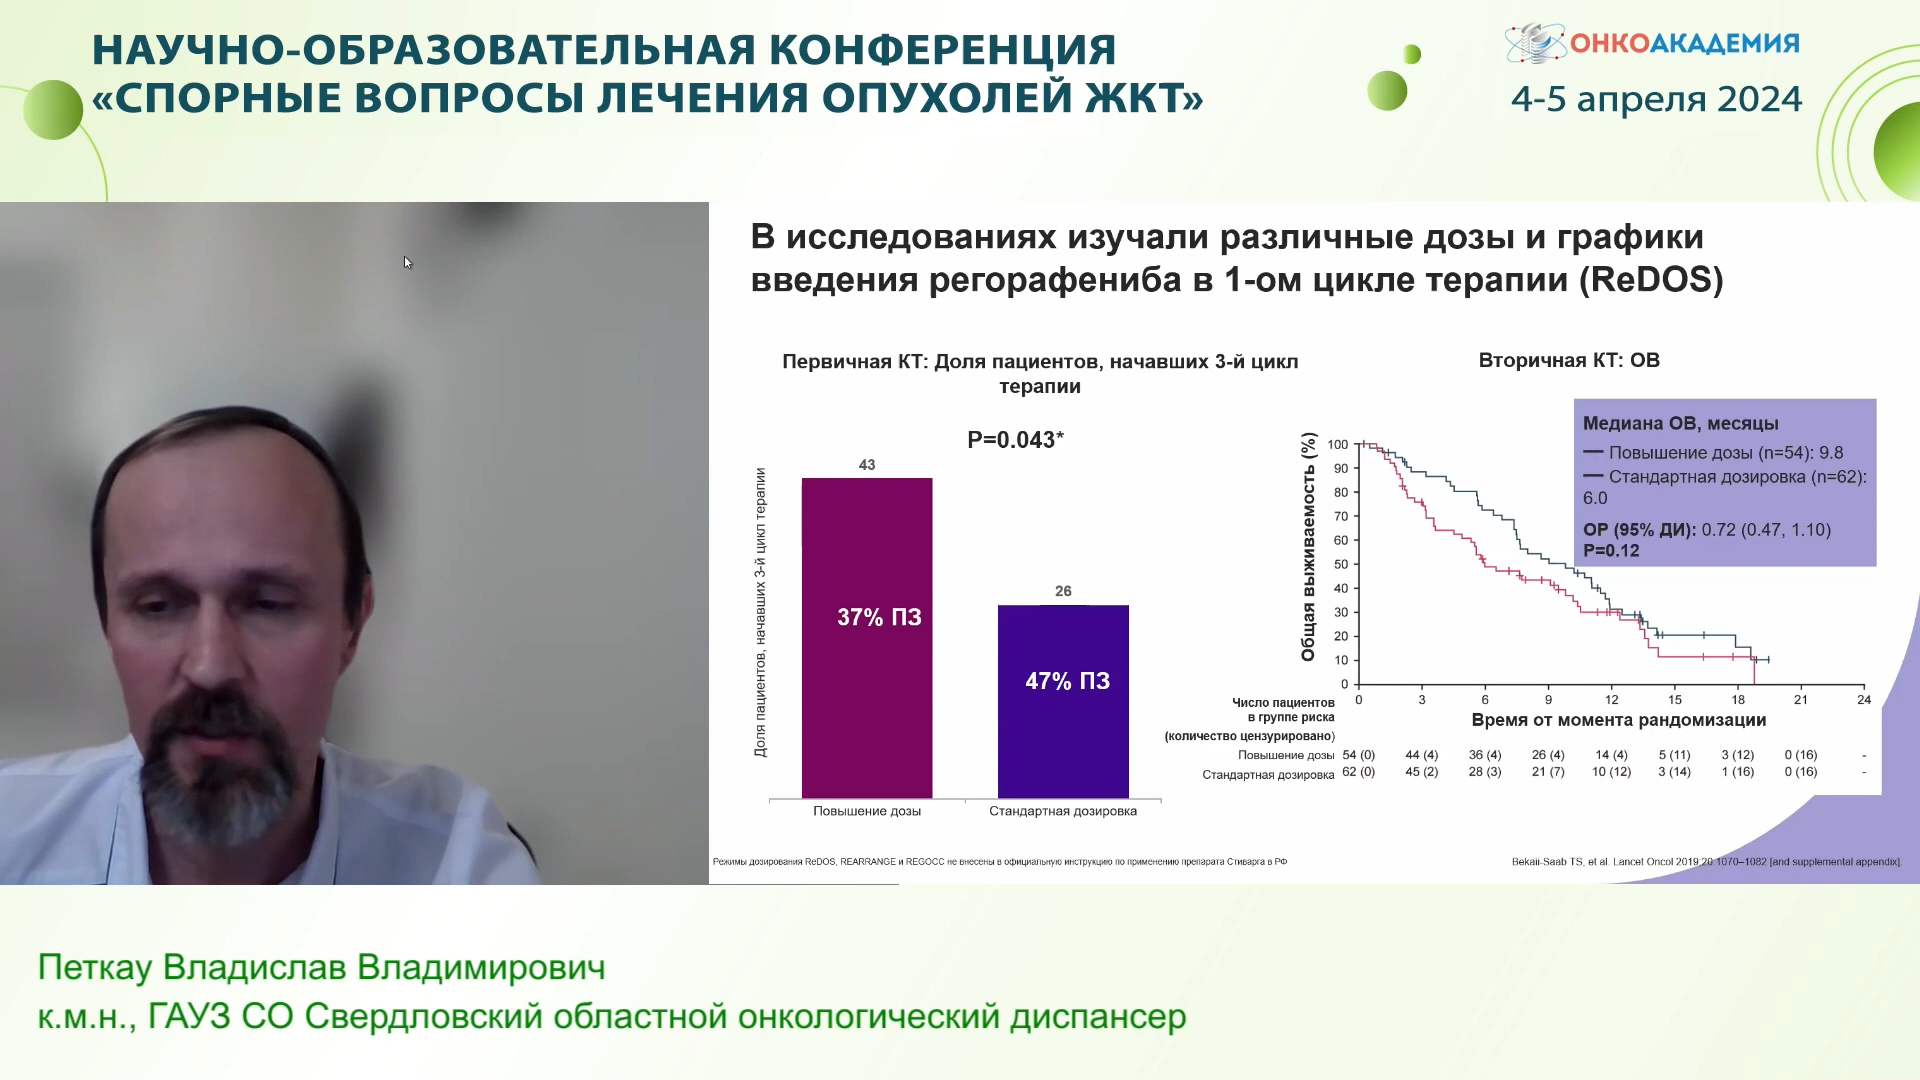 НАУЧНО-ОБРАЗОВАТЕЛЬНАЯ КОНФЕРЕНЦИЯ
«СПОРНЫЕ ВОПРОСЫ ЛЕЧЕНИЯ ОПУХОЛЕЙ ЖКТ»
ОНКОАКАДЕМИЯ
4-5 апреля 2024
В исследованиях изучали различные дозы и графики
введения регорафениба в 1-ом цикле терапии (ReDOS)
Первичная КТ: Доля пациентов, начавших 3-й цикл
терапии
P=0.043*
Доля пациентов, начавших 3-й цикл терапии
43
37% ПЗ
26
47% ПЗ
Повышение дозы
Стандартная дозировка
Вторичная КТ: ОВ
Медиана ОВ, месяцы
Повышение дозы (n=54): 9.8
Стандартная дозировка (n=62):
6.0
ОР (95% ДИ): 0.72 (0.47, 1.10)
P=0.12
Общая выживаемость (%)
100
90
80
70
60
50
40
30
20
10
0
0 3 6 9 12 15 18 21 24
Время от момента рандомизации
Число пациентов
в группе риска
(количество цензурировано)
Повышение дозы 54 (0) 44 (4) 36 (4) 26 (4) 14 (4) 5 (11) 3 (12) 0 (16) -
Стандартная дозировка 62 (0) 45 (2) 28 (3) 21 (7) 10 (12) 3 (14) 1 (16) 0 (16) -
Режимы дозирования ReDOS, REARRANGE и REGOCC не внесены в официальную инструкцию по применению препарата Стиварга в РФ
Bekaii-Saab TS, et al. Lancet Oncol 2019;20:1070–1082 [and supplemental appendix].
Петкау Владислав Владимирович
к.м.н., ГАУЗ СО Свердловский областной онкологический диспансер